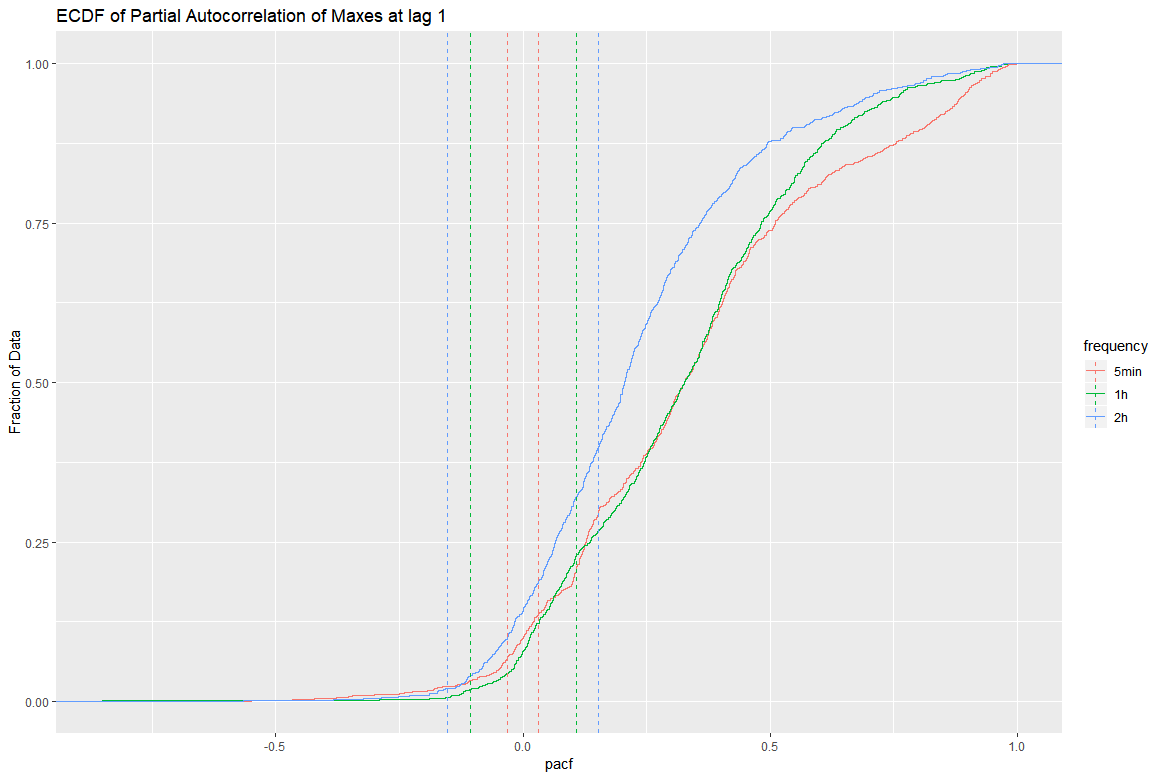 ECDF of Partial Autocorrelation of Maxes at lag 1
Fraction of Data
1.00
0.75
0.50
0.25
0.00
-0.5
0.0
0.5
1.0
pacf
frequency
5min
1h
2h